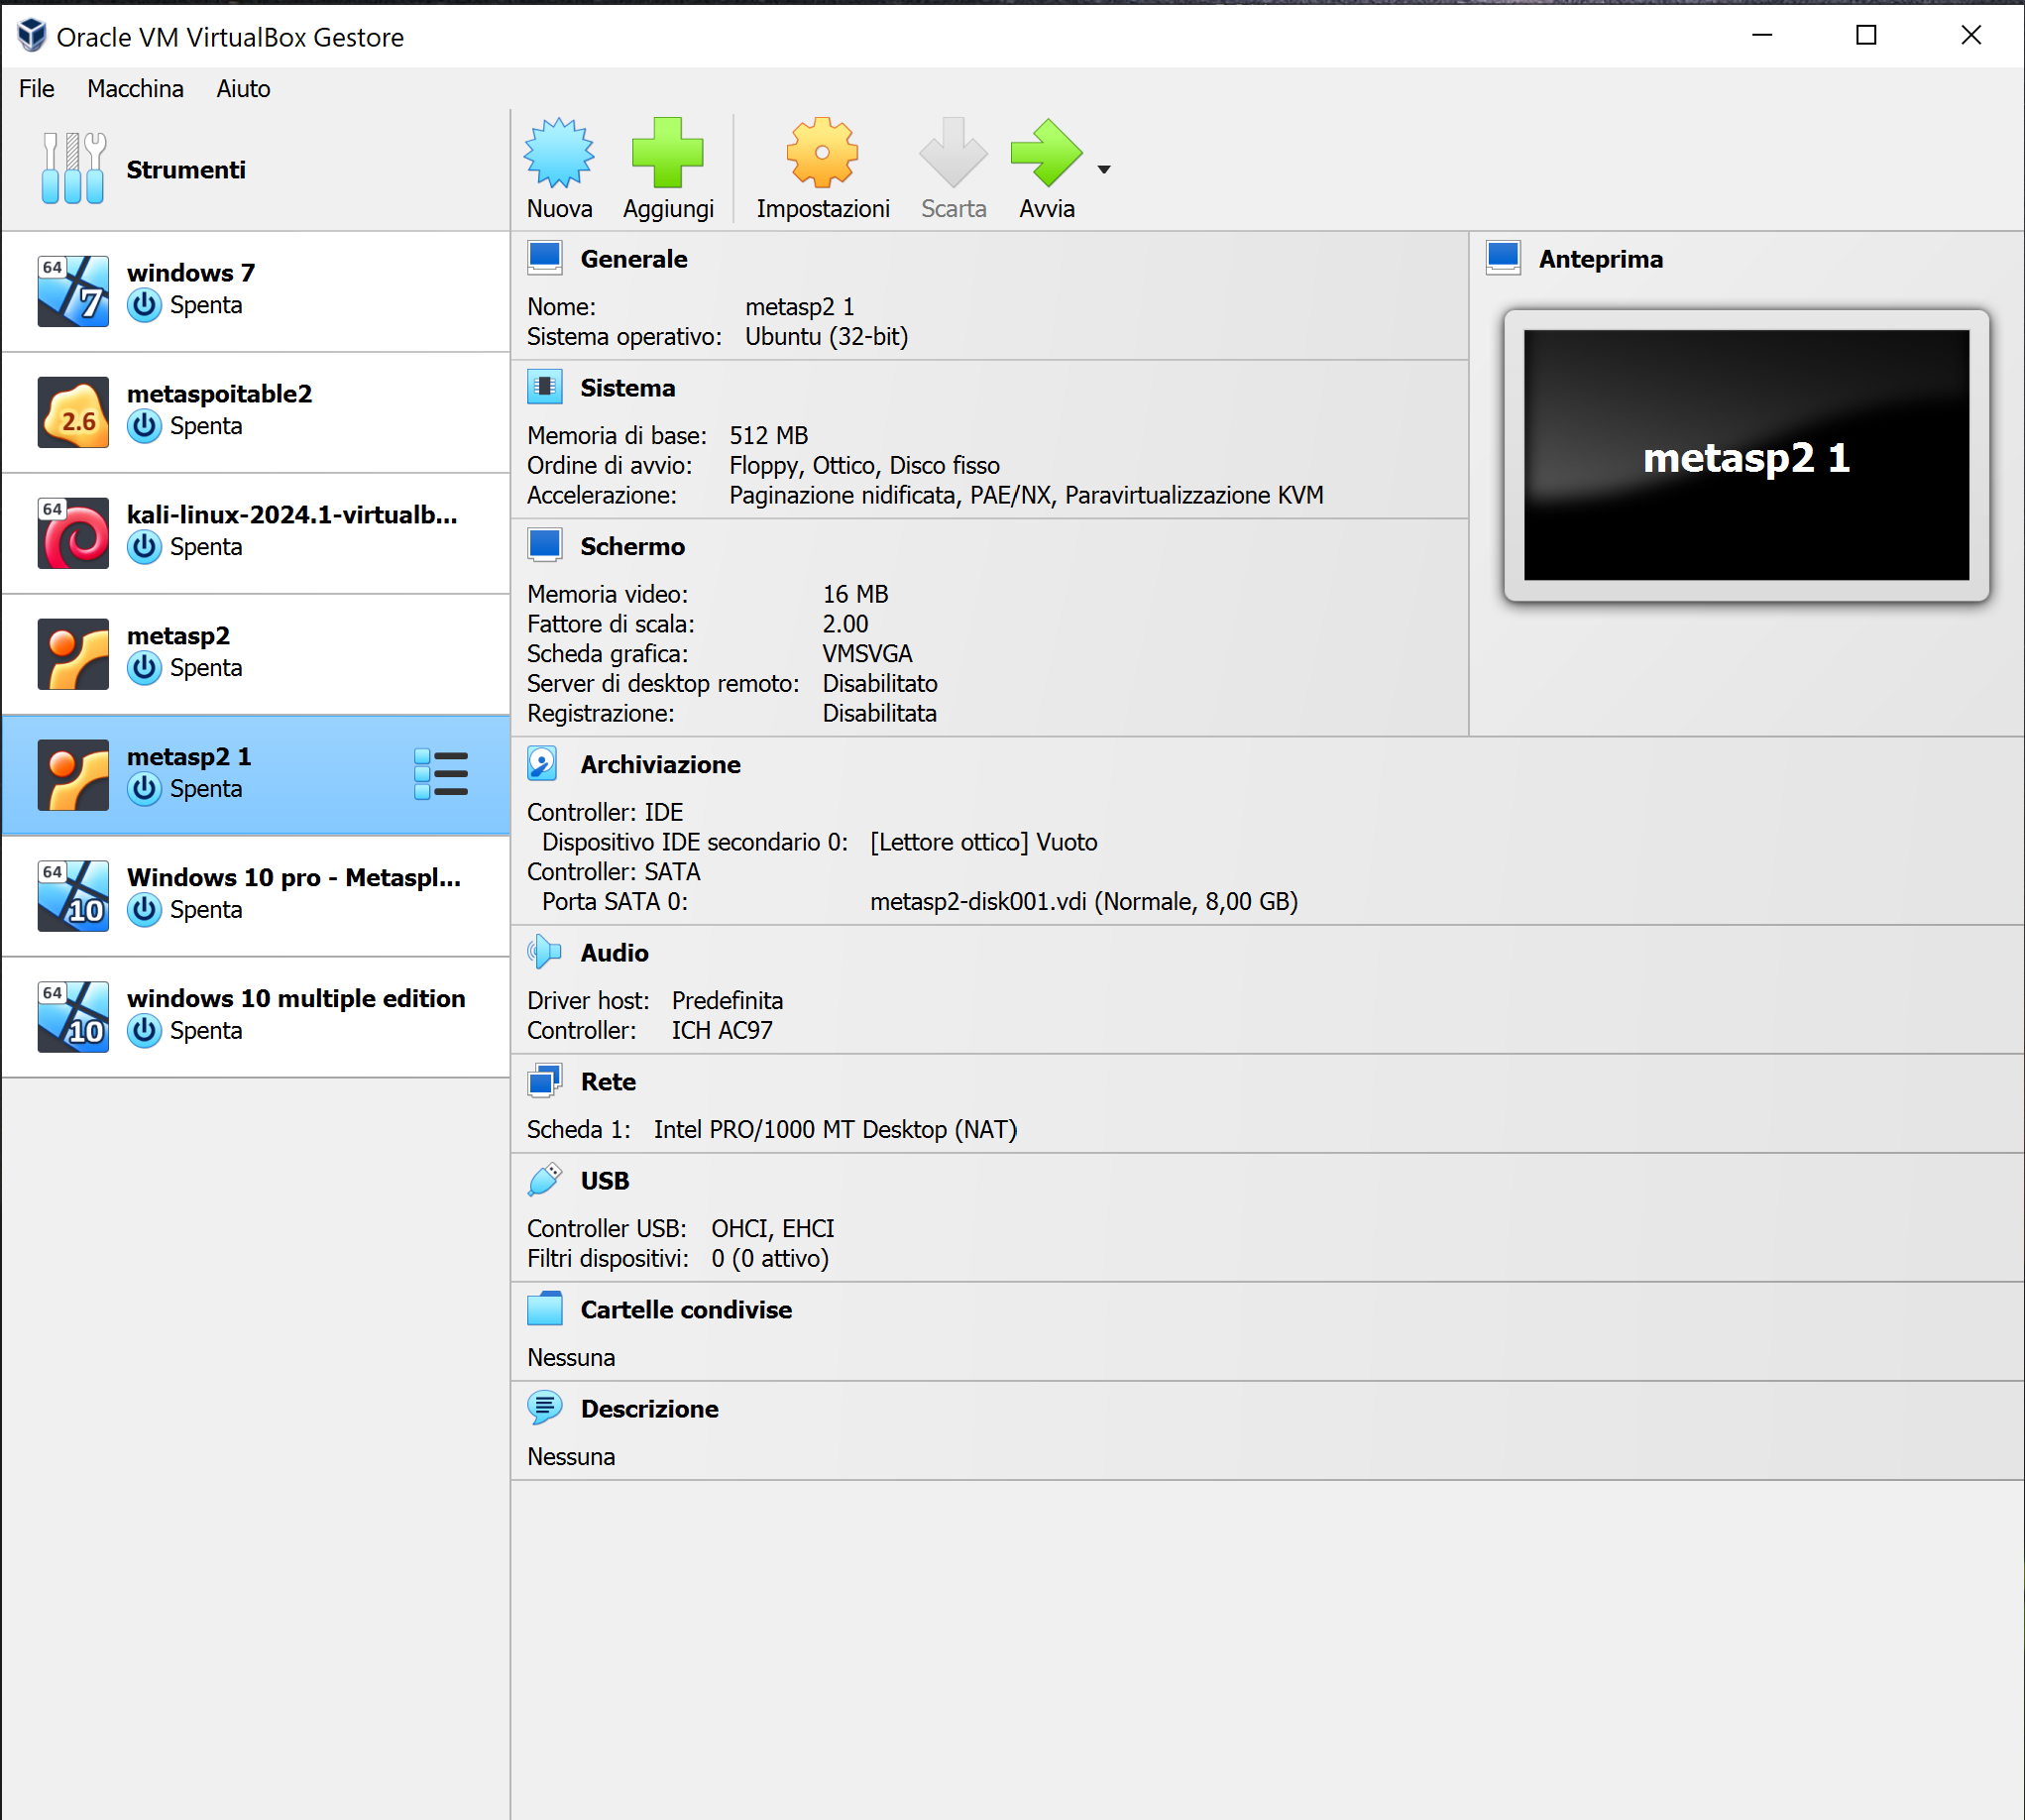 Oracle VM VirtualBox Gestore
File Macchina Aiuto
Strumenti
Nuova Aggiungi Impostazioni Scarta Avvia
64 7 windows 7
Spenta
2.6 metaspoitable2
Spenta
64 kali-linux-2024.1-virtualb...
Spenta
metasp2
Spenta
metasp2 1
Spenta
64 10 Windows 10 pro - Metaspl...
Spenta
64 10 windows 10 multiple edition
Spenta
Generale
Nome: metasp2 1
Sistema operativo: Ubuntu (32-bit)
Sistema
Memoria di base: 512 MB
Ordine di avvio: Floppy, Ottico, Disco fisso
Accelerazione: Paginazione nidificata, PAE/NX, Paravirtualizzazione KVM
Schermo
Memoria video: 16 MB
Fattore di scala: 2.00
Scheda grafica: VMSVGA
Server di desktop remoto: Disabilitato
Registrazione: Disabilitata
Anteprima
metasp2 1
Archiviazione
Controller: IDE
Dispositivo IDE secondario 0: [Lettore ottico] Vuoto
Controller: SATA
Porta SATA 0: metasp2-disk001.vdi (Normale, 8,00 GB)
Audio
Driver host: Predefinita
Controller: ICH AC97
Rete
Scheda 1: Intel PRO/1000 MT Desktop (NAT)
USB
Controller USB: OHCI, EHCI
Filtri dispositivi: 0 (0 attivo)
Cartelle condivise
Nessuna
Descrizione
Nessuna